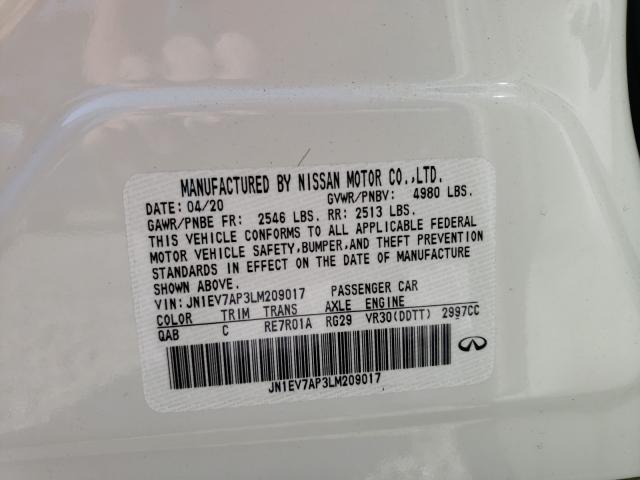 MANUFACTURED BY NISSAN MOTOR CO.,LTD.
DATE: 04/20 GVWR/PNBV: 4980 LBS.
GAWR/PNBE FR: 2546 LBS. RR: 2513 LBS.
THIS VEHICLE CONFORMS TO ALL APPLICABLE FEDERAL
MOTOR VEHICLE SAFETY,BUMPER,AND THEFT PREVENTION
STANDARDS IN EFFECT ON THE DATE OF MANUFACTURE
SHOWN ABOVE.
VIN: JN1EV7AP3LM209017 PASSENGER CAR
COLOR TRIM TRANS AXLE ENGINE
QAB C RE7R01A RG29 VR30(DDTT) 2997CC
JN1EV7AP3LM209017